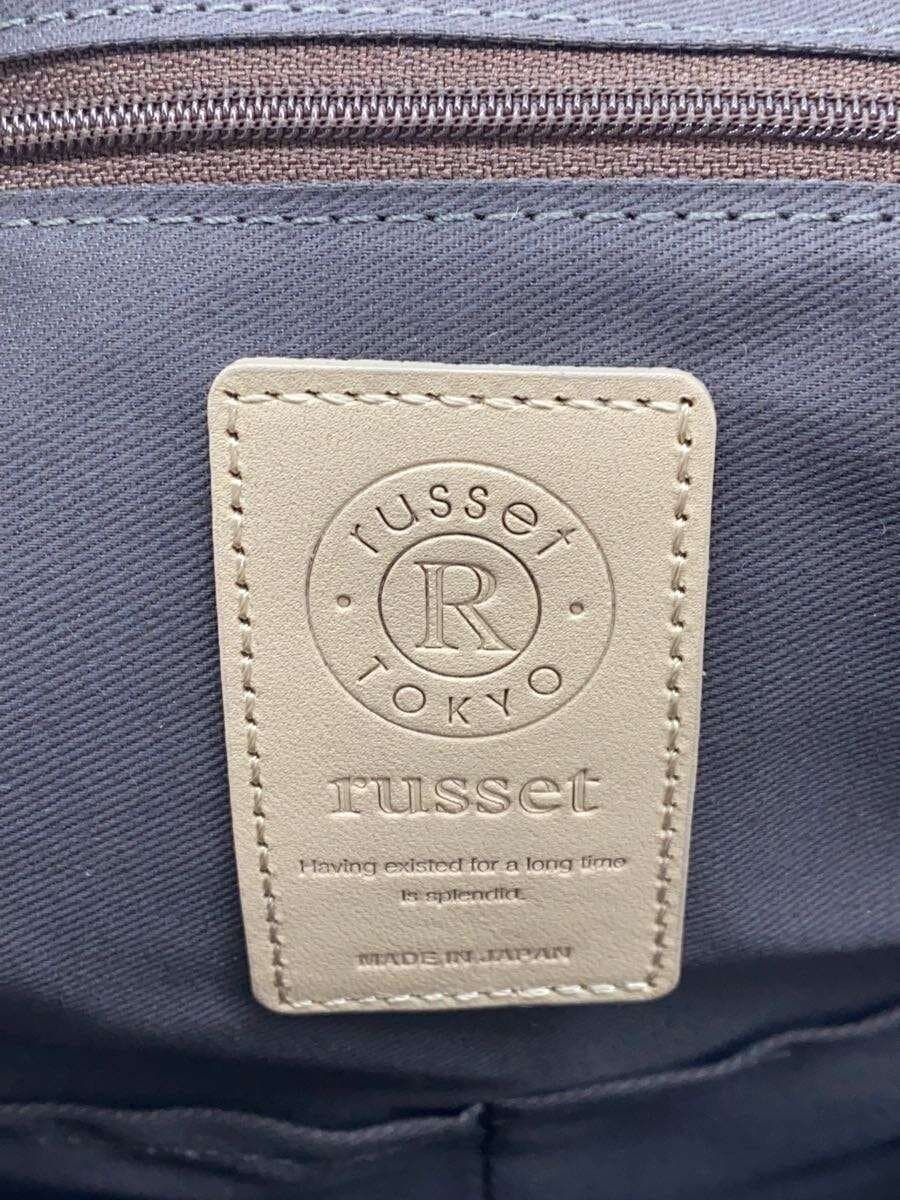 russet
R
TOKYO
russet
Having existed for a long time
is splendid.
MADE IN JAPAN